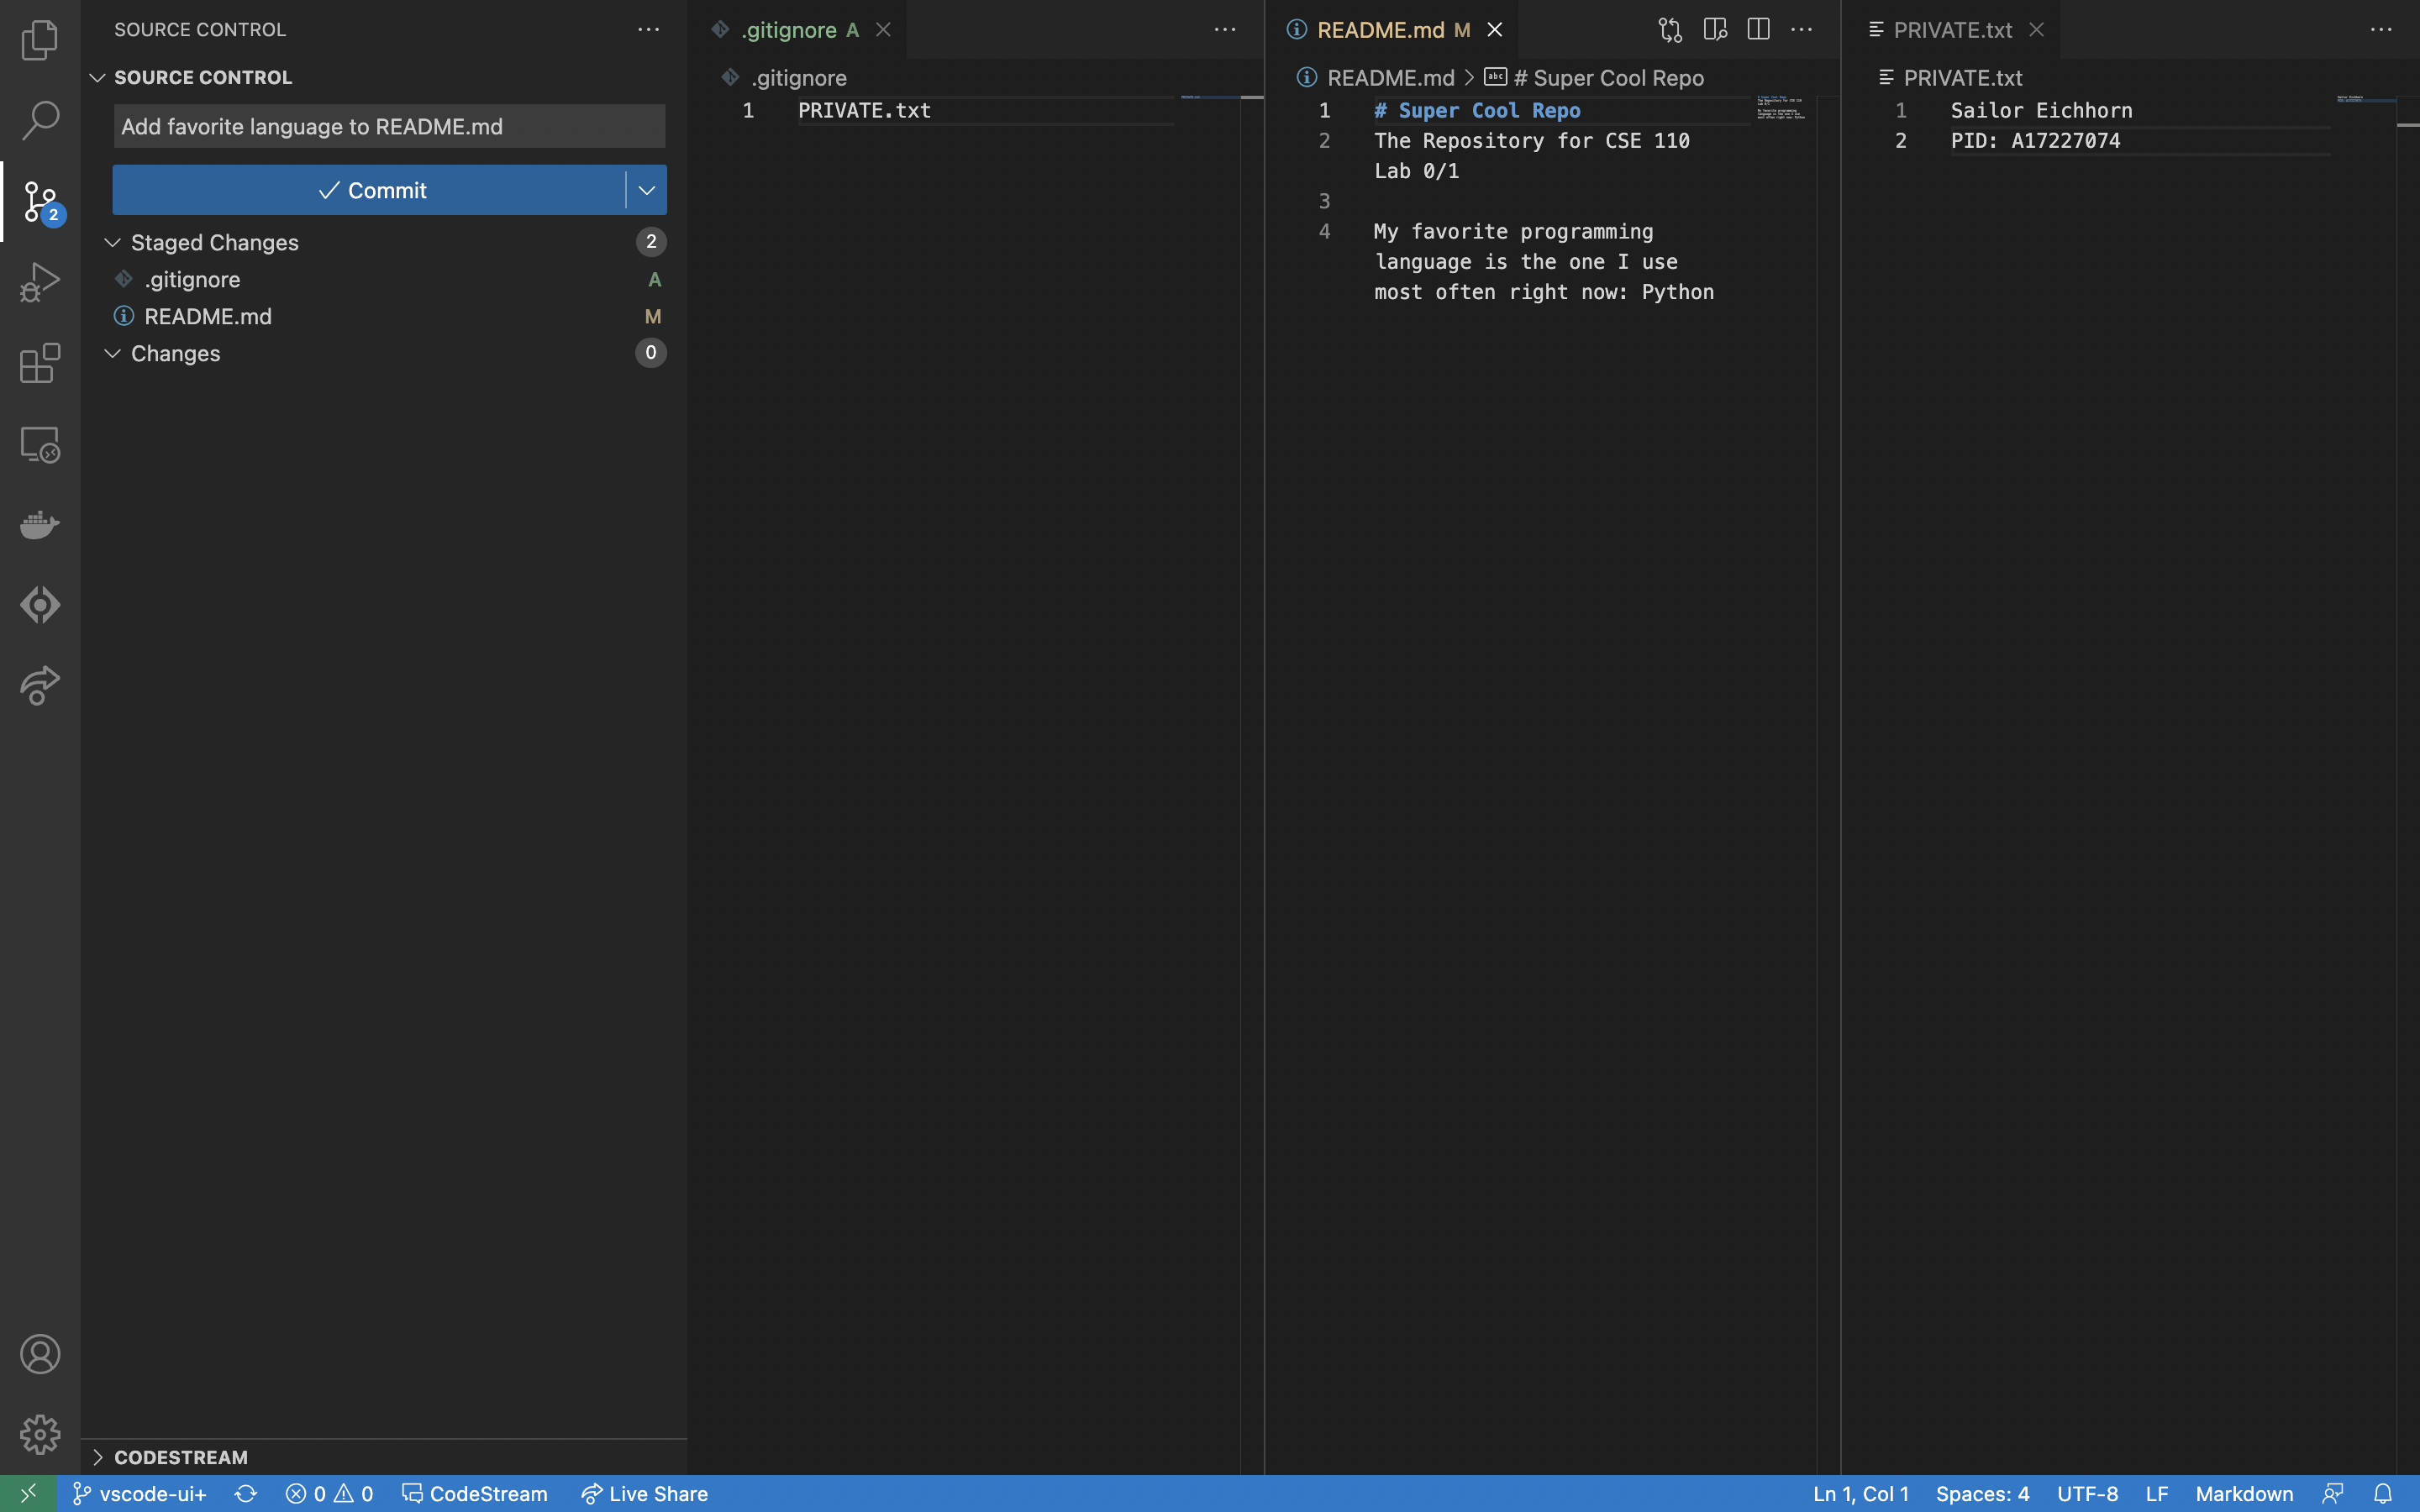 SOURCE CONTROL
SOURCE CONTROL
Add favorite language to README.md
Commit
Staged Changes 2
.gitignore A
README.md M
Changes 0
CODESTREAM
2
.gitignore A
.gitignore
1 PRIVATE.txt
README.md M
README.md > abc # Super Cool Repo
1 # Super Cool Repo
2 The Repository for CSE 110
Lab 0/1
3
4 My favorite programming
language is the one I use
most often right now: Python
PRIVATE.txt
PRIVATE.txt
1 Sailor Eichhorn
2 PID: A17227074
vscode-ui+ 0 0 CodeStream Live Share
Ln 1, Col 1 Spaces: 4 UTF-8 LF Markdown